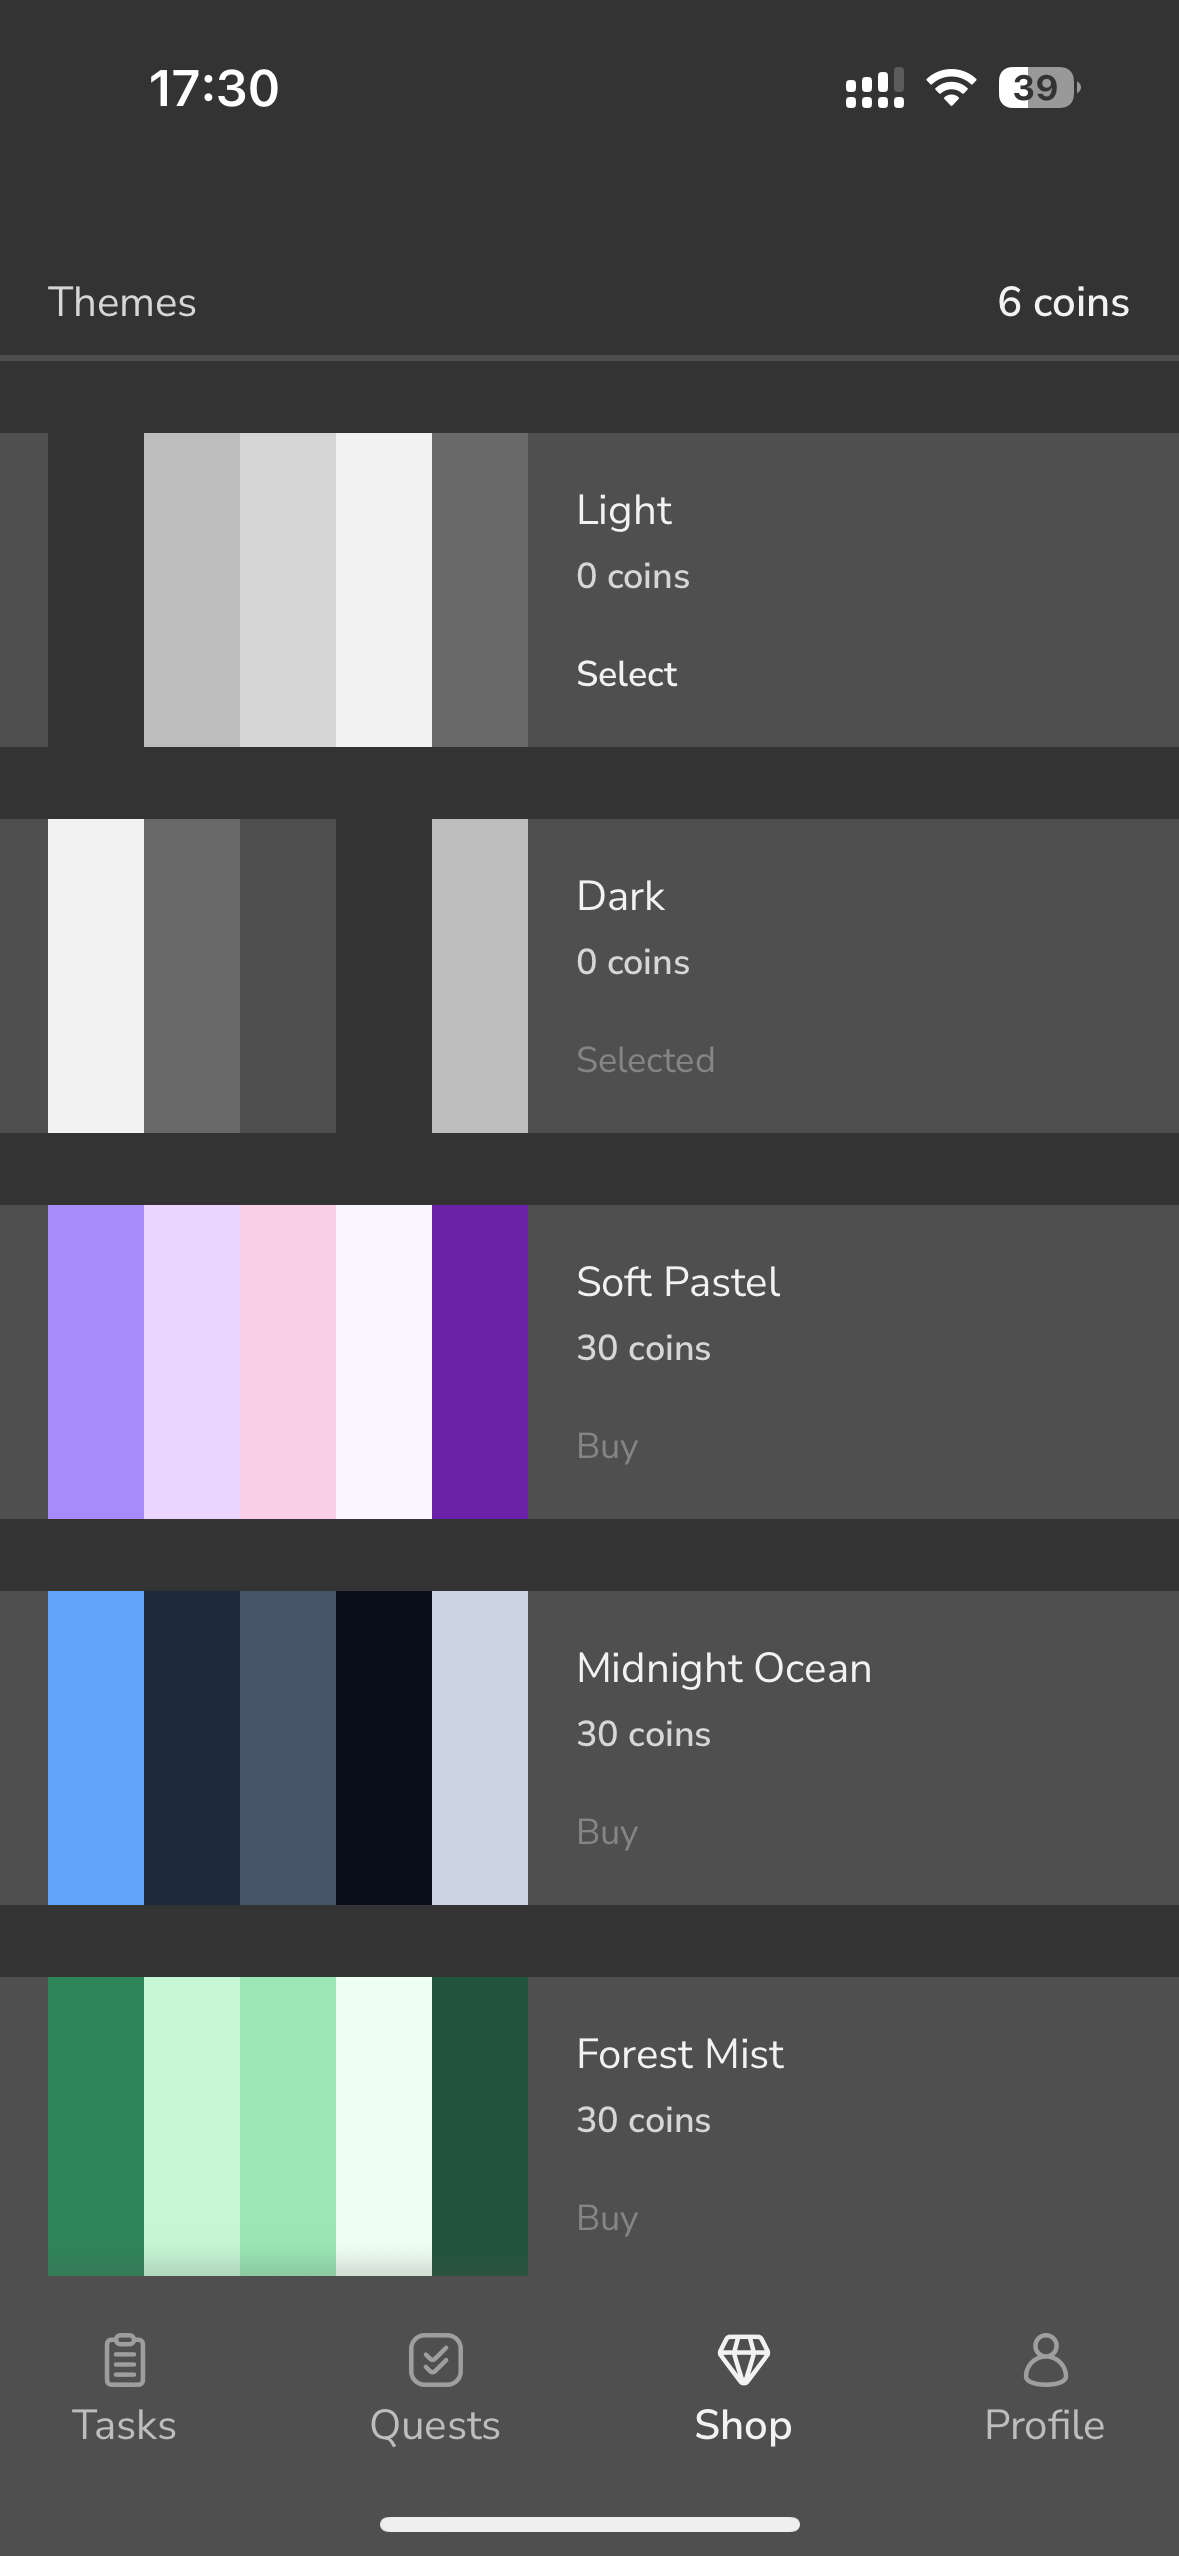 17:30
39
Themes
6 coins
Light
0 coins
Select
Dark
0 coins
Selected
Soft Pastel
30 coins
Buy
Midnight Ocean
30 coins
Buy
Forest Mist
30 coins
Buy
Tasks
Quests
Shop
Profile